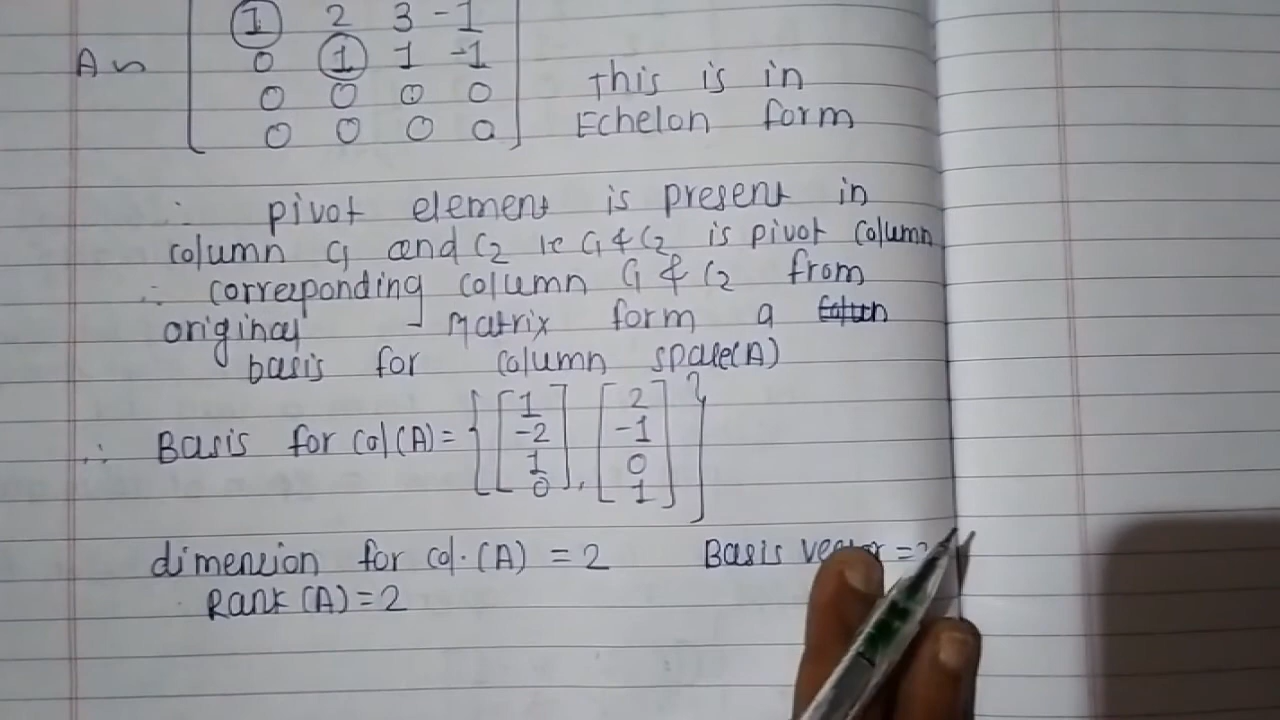 1 2 3 -1
A ~ 0 1 1 -1
0 0 0 0
0 0 0 0
This is in
Echelon form
∴ pivot element is present in
column C1 and C2 ie C1 & C2 is pivot column
∴ corresponding column C1 & C2 from
original matrix form a
basis for column space(A)
∴ Basis for col(A) = { [1 -2 1 0], [2 -1 0 1] }
dimension for col.(A) = 2 Basis vector =
Rank (A) = 2